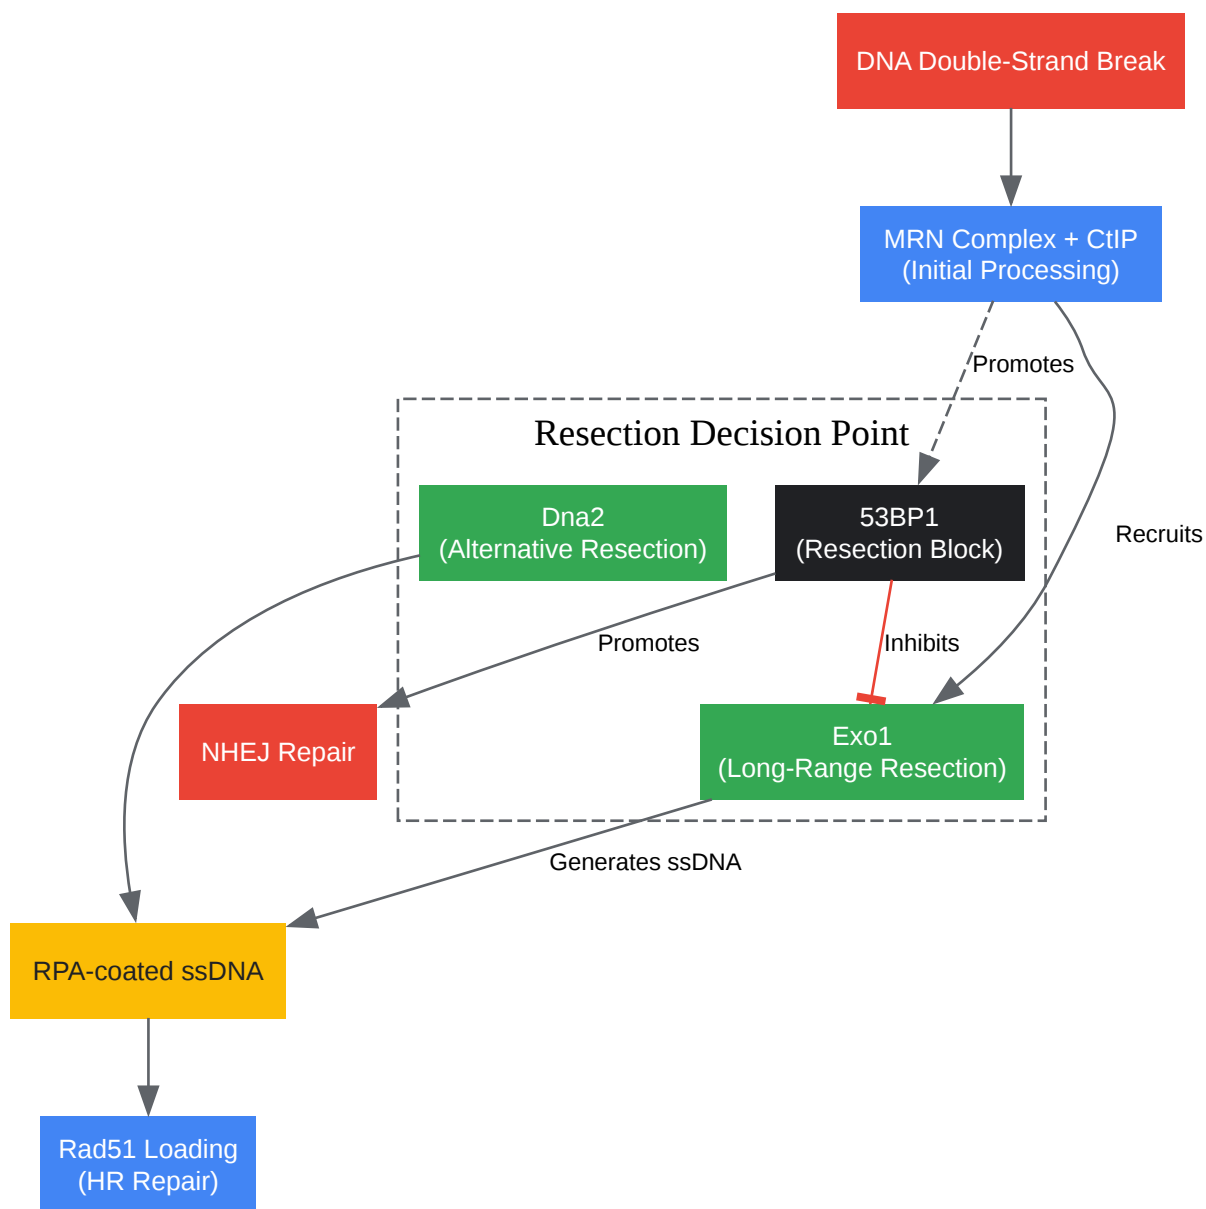 DNA Double-Strand Break
MRN Complex + CtIP
(Initial Processing)
Promotes
Resection Decision Point
Dna2
(Alternative Resection)
53BP1
(Resection Block)
Recruits
Promotes
Inhibits
NHEJ Repair
Exo1
(Long-Range Resection)
Generates ssDNA
RPA-coated ssDNA
Rad51 Loading
(HR Repair)